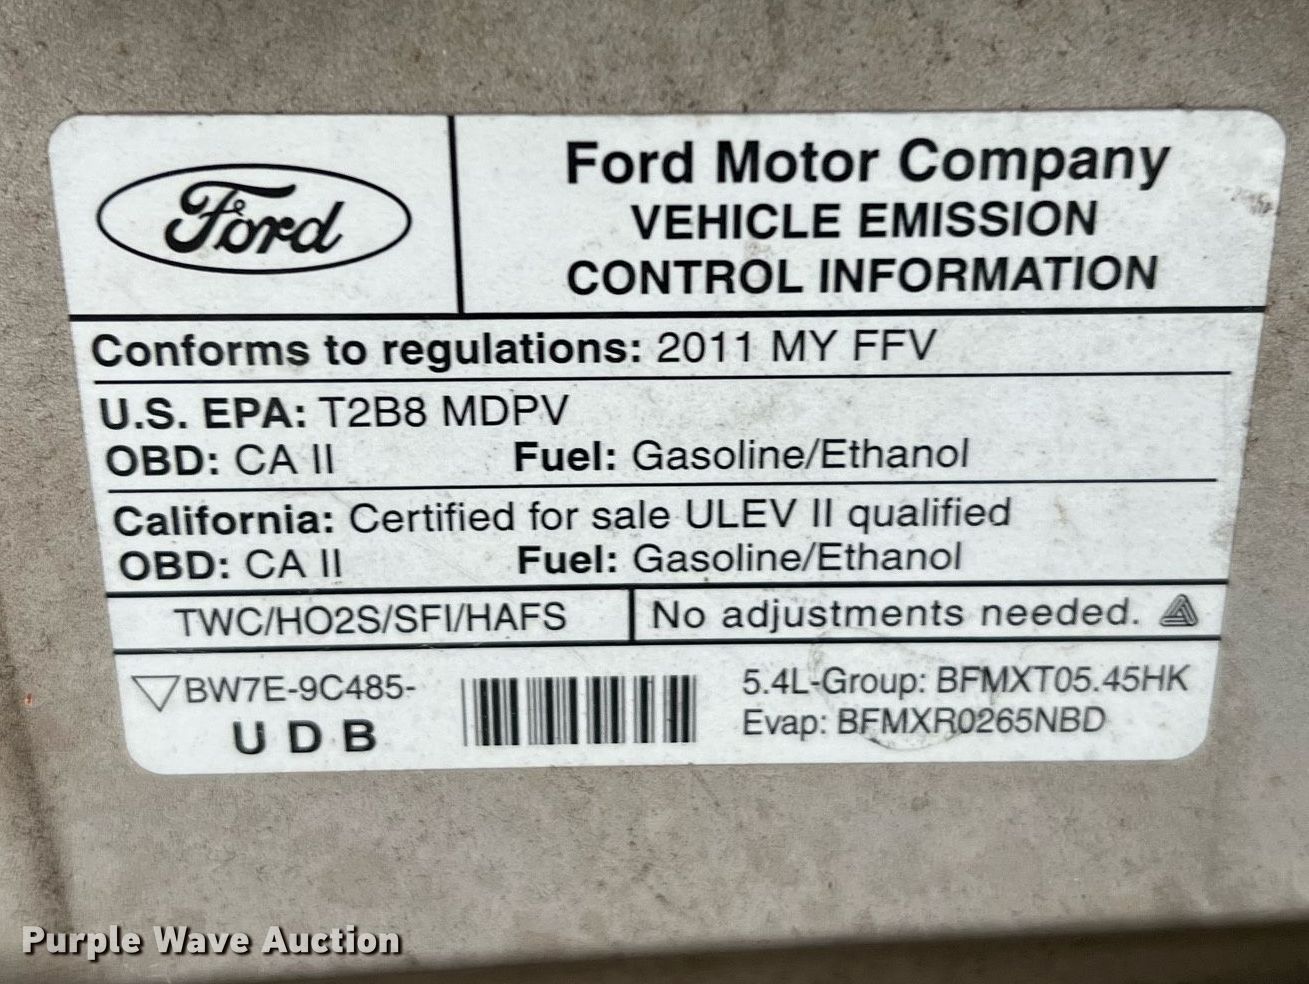 Ford
Ford Motor Company
VEHICLE EMISSION
CONTROL INFORMATION
Conforms to regulations: 2011 MY FFV
U.S. EPA: T2B8 MDPV
OBD: CA II Fuel: Gasoline/Ethanol
California: Certified for sale ULEV II qualified
OBD: CA II Fuel: Gasoline/Ethanol
TWC/HO2S/SFI/HAFS
No adjustments needed.
BW7E-9C485-
U D B
5.4L-Group: BFMXT05.45HK
Evap: BFMXR0265NBD
Purple Wave Auction